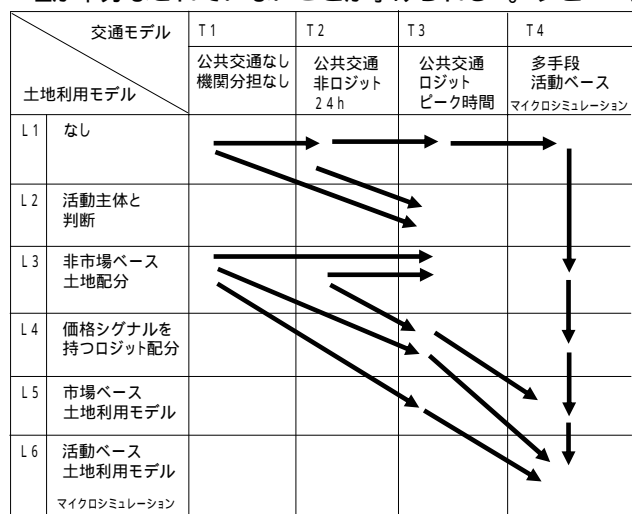 交通モデル
土地利用モデル
T1
公共交通なし
機関分担なし
T2
公共交通
非ロジット
24h
T3
公共交通
ロジット
ピーク時間
T4
多手段
活動ベース
マイクロシミュレーション
L1 なし
L2 活動主体と
判断
L3 非市場ベース
土地配分
L4 価格シグナルを
持つロジット配分
L5 市場ベース
土地利用モデル
L6 活動ベース
土地利用モデル
マイクロシミュレーション